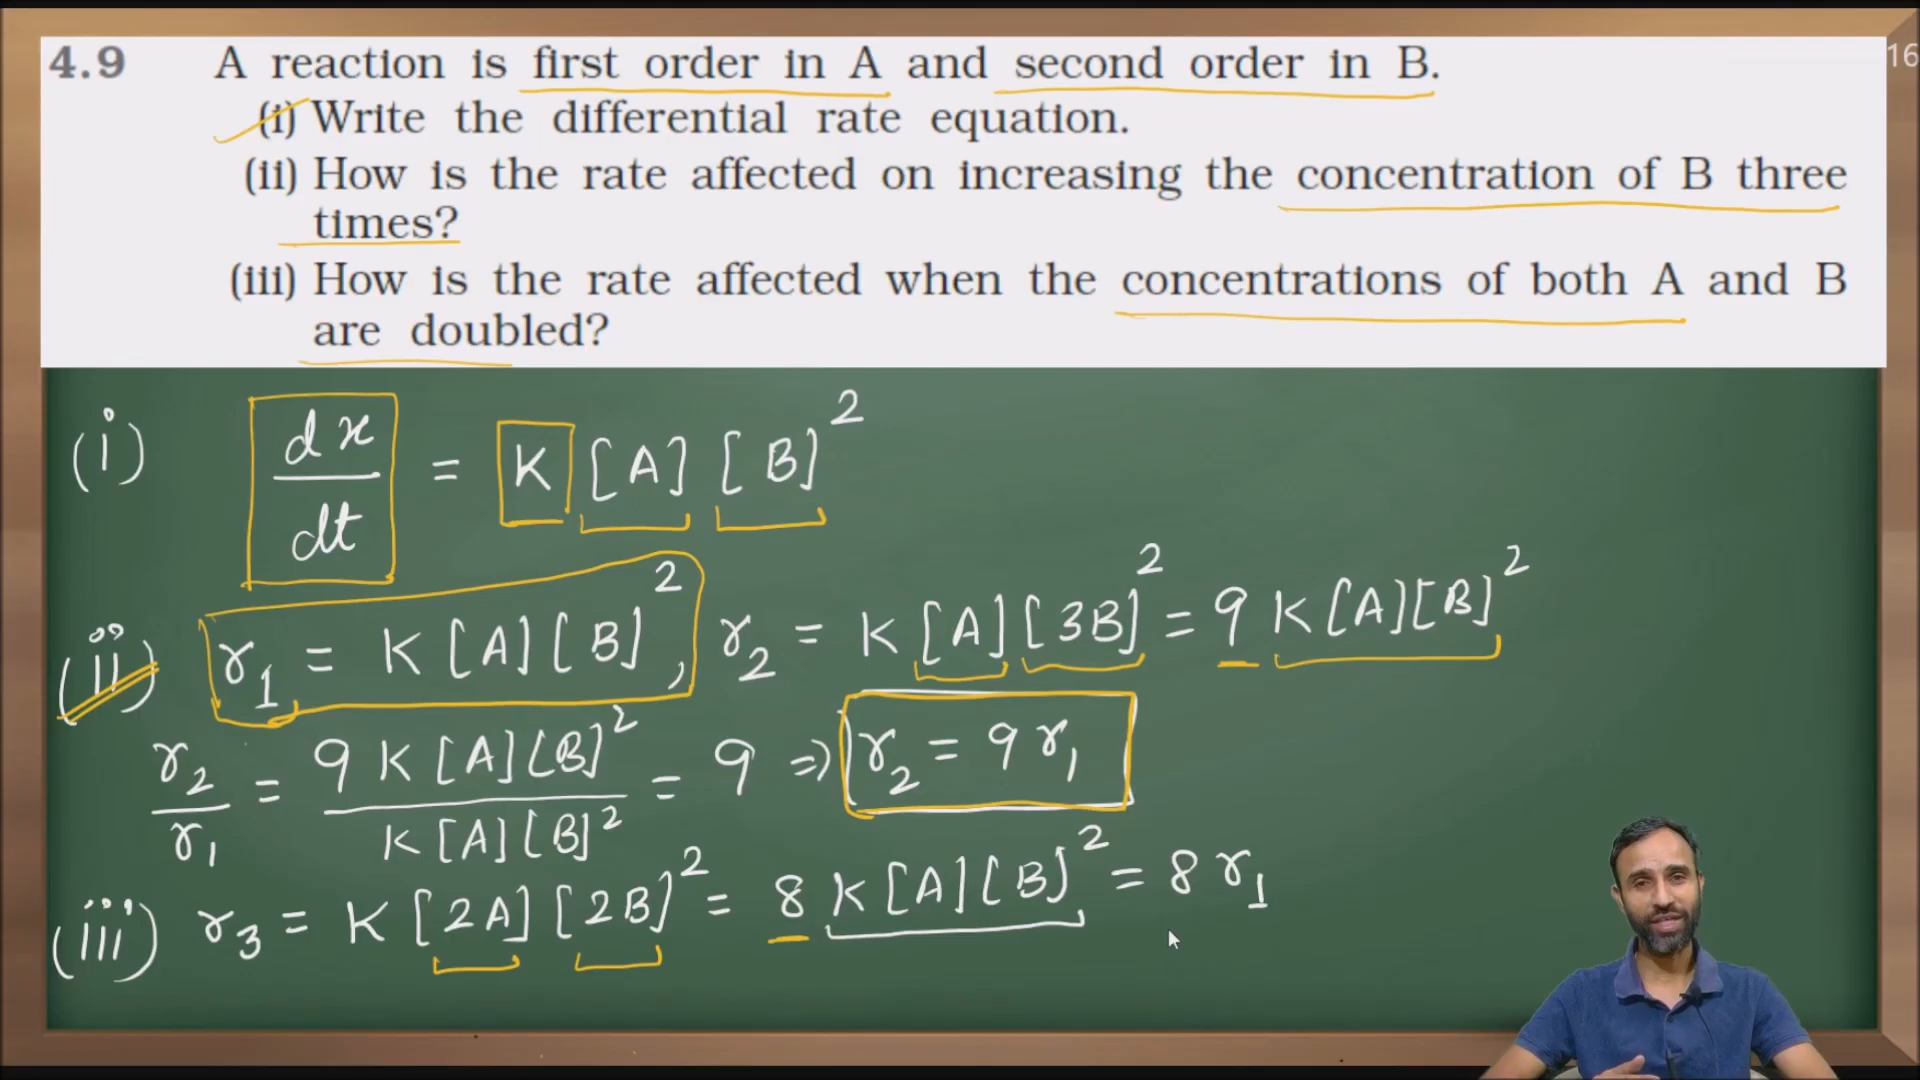 4.9 A reaction is first order in A and second order in B.
(i) Write the differential rate equation.
(ii) How is the rate affected on increasing the concentration of B three
times?
(iii) How is the rate affected when the concentrations of both A and B
are doubled?
16
(i) dx/dt = K [A] [B]²
(ii) r₁ = K [A] [B]², r₂ = K [A] [3B]² = 9 K [A] [B]²
r₂/r₁ = 9 K [A] [B]² / K [A] [B]² = 9 ⇒ r₂ = 9 r₁
(iii) r₃ = K [2A] [2B]² = 8 K [A] [B]² = 8 r₁